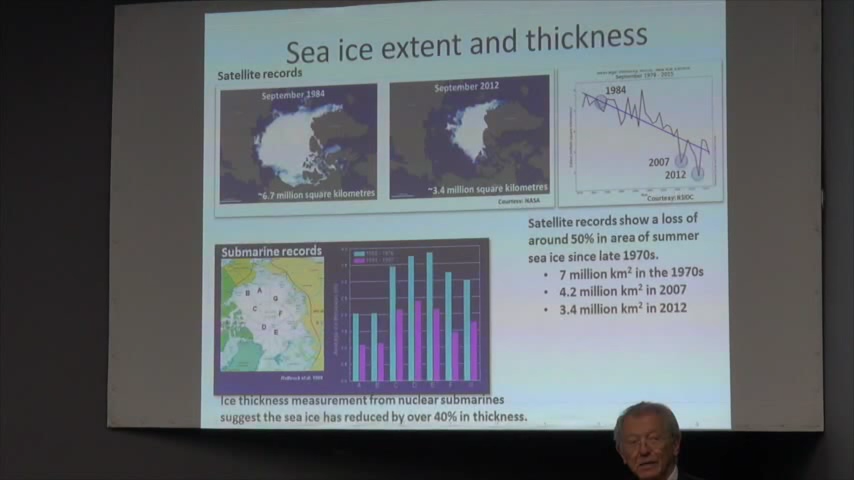 Sea ice extent and thickness
Satellite records
September 1984
~6.7 million square kilometres
September 2012
~3.4 million square kilometres
Courtesy: NASA
1984
2007
2012
Courtesy: NSIDC
Satellite records show a loss of
around 50% in area of summer
sea ice since late 1970s.
• 7 million km² in the 1970s
• 4.2 million km² in 2007
• 3.4 million km² in 2012
Submarine records
A
B
G
C
F
D
E
Ice thickness measurement from nuclear submarines
suggest the sea ice has reduced by over 40% in thickness.